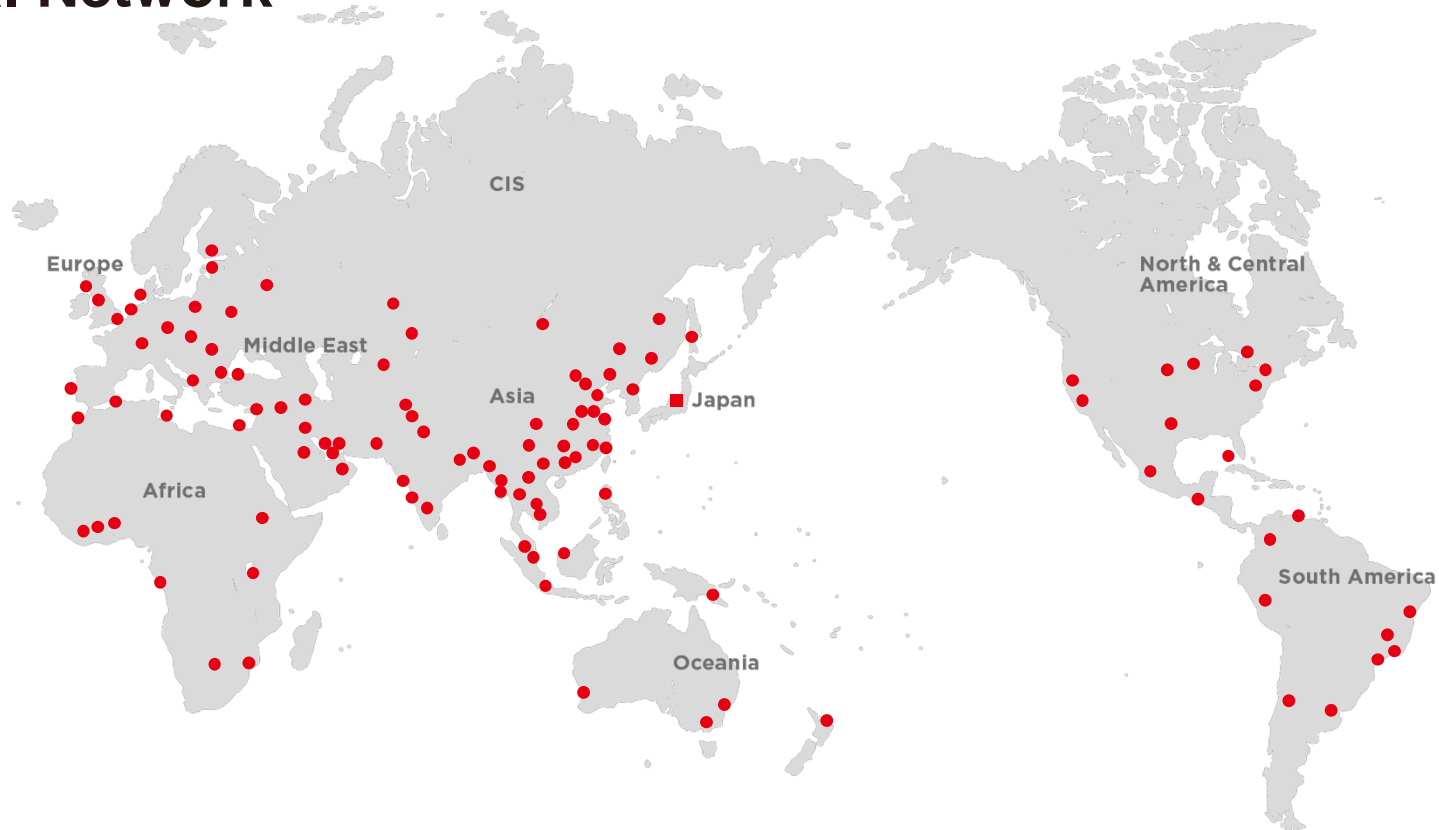 Network
CIS
Europe
North & Central
America
Middle East
Asia
Japan
Africa
South America
Oceania